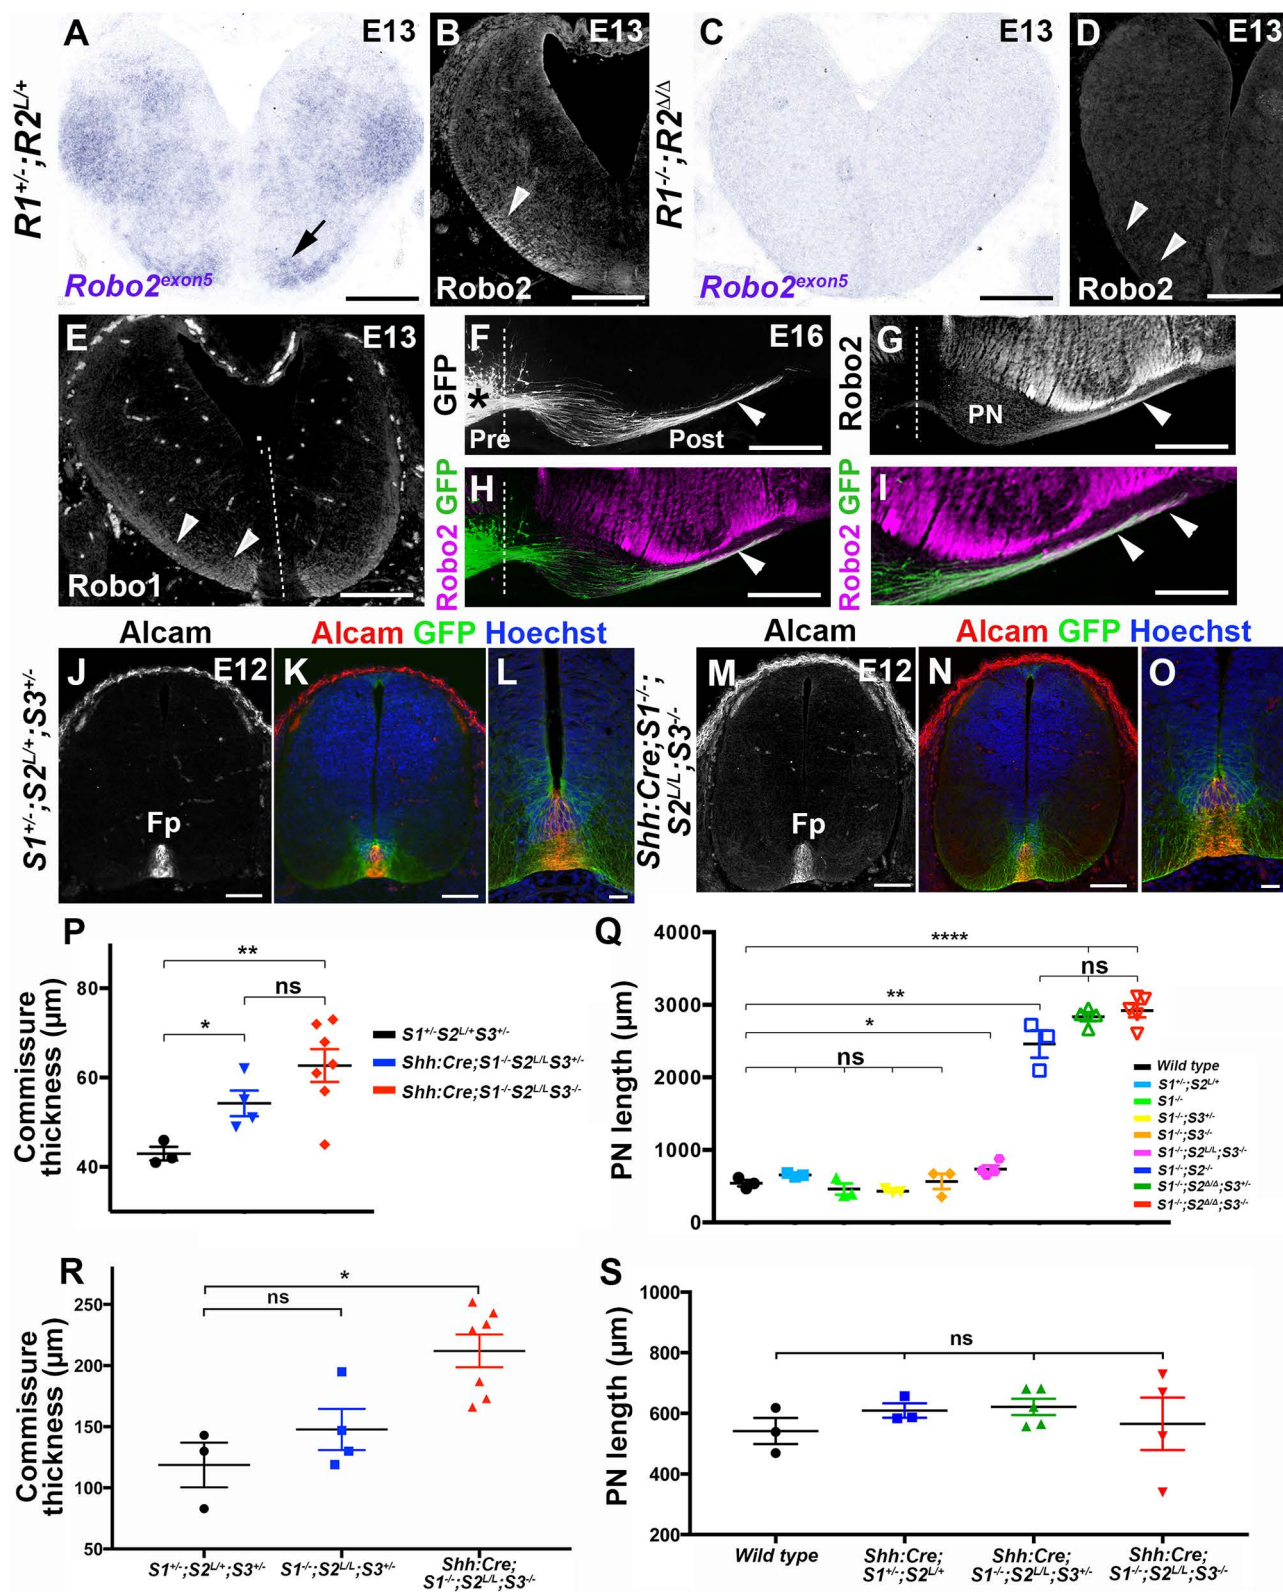 A E13
B E13
C E13
D E13
R1+/-;R2L/+
R1-/-;R2Δ/Δ
Robo2exon5
Robo2
Robo2exon5
Robo2
E E13
Robo1
F E16
GFP
*
Pre
Post
G
Robo2
PN
H
Robo2 GFP
I
Robo2 GFP
Alcam
Alcam GFP Hoechst
Alcam
Alcam GFP Hoechst
S1+/-;S2L/+;S3+/-
J E12
Fp
K
L
Shh:Cre;S1-/-;
S2L/L;S3-/-
M E12
Fp
N
O
P
Commissure
thickness (µm)
80
60
40
**
ns
*
S1+/-S2L/+S3+/-
Shh:Cre;S1-/-S2L/LS3+/-
Shh:Cre;S1-/-S2L/LS3-/-
Q
PN length (µm)
4000
3000
2000
1000
0
****
ns
**
*
ns
Wild type
S1+/-;S2L/+
S1-/-
S1-/-;S3+/-
S1-/-;S3-/-
S1-/-;S2L/L;S3-/-
S1-/-;S2-/-
S1-/-;S2Δ/Δ;S3+/-
S1-/-;S2Δ/Δ;S3-/-
R
Commissure
thickness (µm)
250
200
150
100
50
*
ns
S1+/-;S2L/+;S3+/-
S1-/-;S2L/L;S3+/-
Shh:Cre;
S1-/-;S2L/L;S3-/-
S
PN length (µm)
1000
800
600
400
200
ns
Wild type
Shh:Cre;
S1+/-;S2L/+
Shh:Cre;
S1-/-;S2L/L;S3+/-
Shh:Cre;
S1-/-;S2L/L;S3-/-